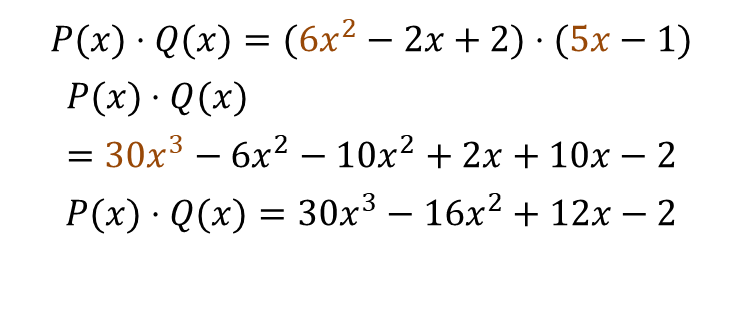 P(x) · Q(x) = (6x² − 2x + 2) · (5x − 1)
P(x) · Q(x)
= 30x³ − 6x² − 10x² + 2x + 10x − 2
P(x) · Q(x) = 30x³ − 16x² + 12x − 2